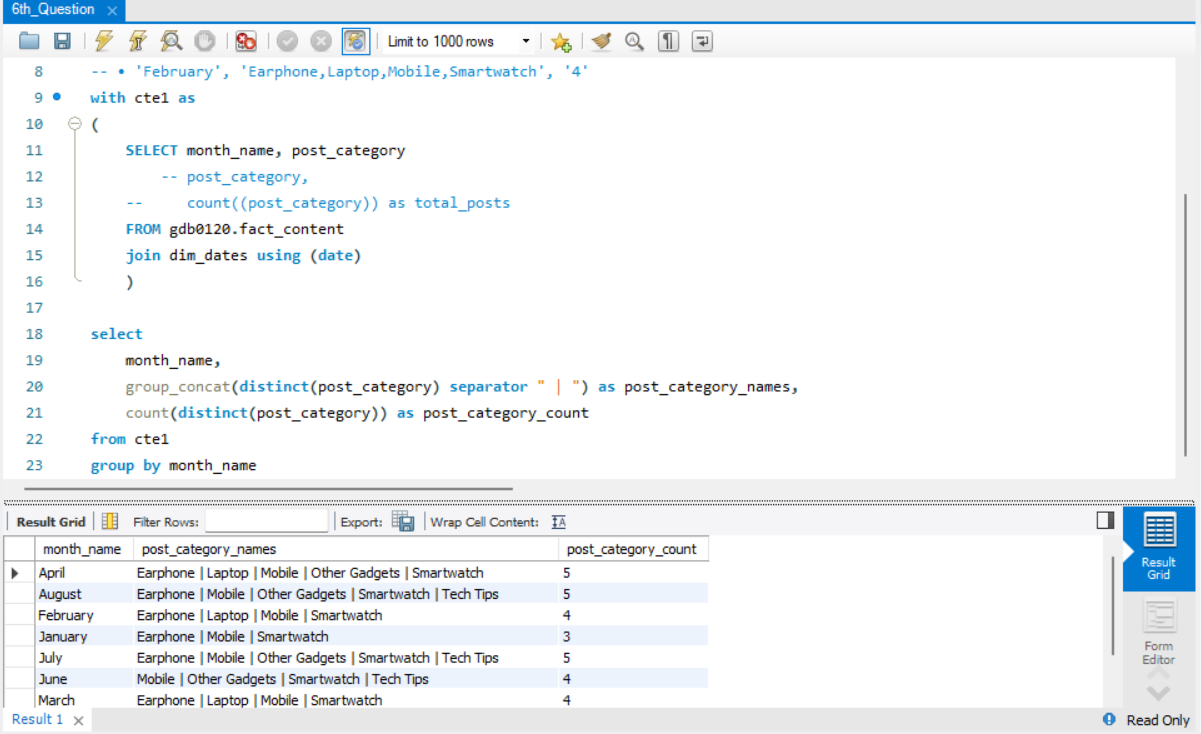 6th_Question
Limit to 1000 rows
8 -- • 'February', 'Earphone,Laptop,Mobile,Smartwatch', '4'
9 with cte1 as
10 (
11 SELECT month_name, post_category
12 -- post_category,
13 -- count((post_category)) as total_posts
14 FROM gdb0120.fact_content
15 join dim_dates using (date)
16 )
17
18 select
19 month_name,
20 group_concat(distinct(post_category) separator " | ") as post_category_names,
21 count(distinct(post_category)) as post_category_count
22 from cte1
23 group by month_name
Result Grid Filter Rows: Export: Wrap Cell Content: IA
month_name post_category_names post_category_count
April Earphone | Laptop | Mobile | Other Gadgets | Smartwatch 5
August Earphone | Mobile | Other Gadgets | Smartwatch | Tech Tips 5
February Earphone | Laptop | Mobile | Smartwatch 4
January Earphone | Mobile | Smartwatch 3
July Earphone | Mobile | Other Gadgets | Smartwatch | Tech Tips 5
June Mobile | Other Gadgets | Smartwatch | Tech Tips 4
March Earphone | Laptop | Mobile | Smartwatch 4
Result
Grid
Form
Editor
Result 1
Read Only